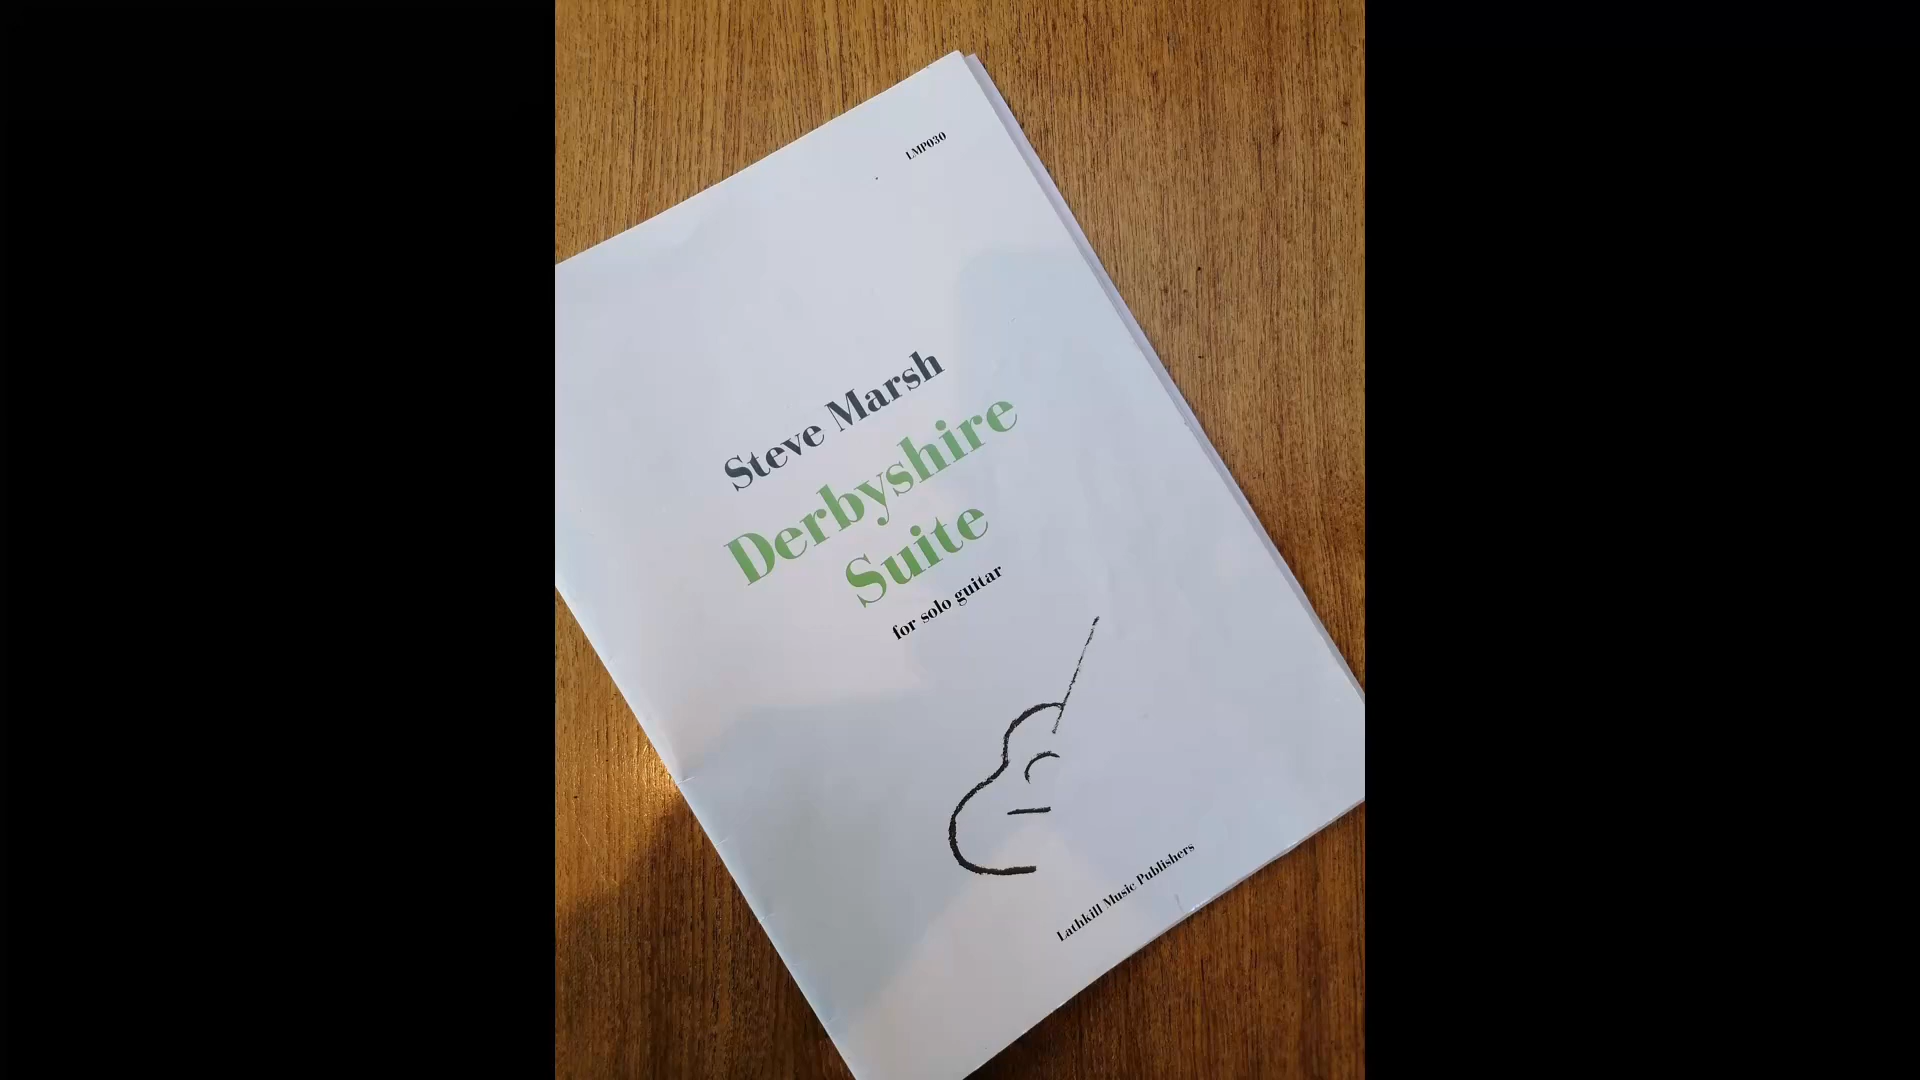 LMP030
Steve Marsh
Derbyshire
Suite
for solo guitar
Lathkill Music Publishers